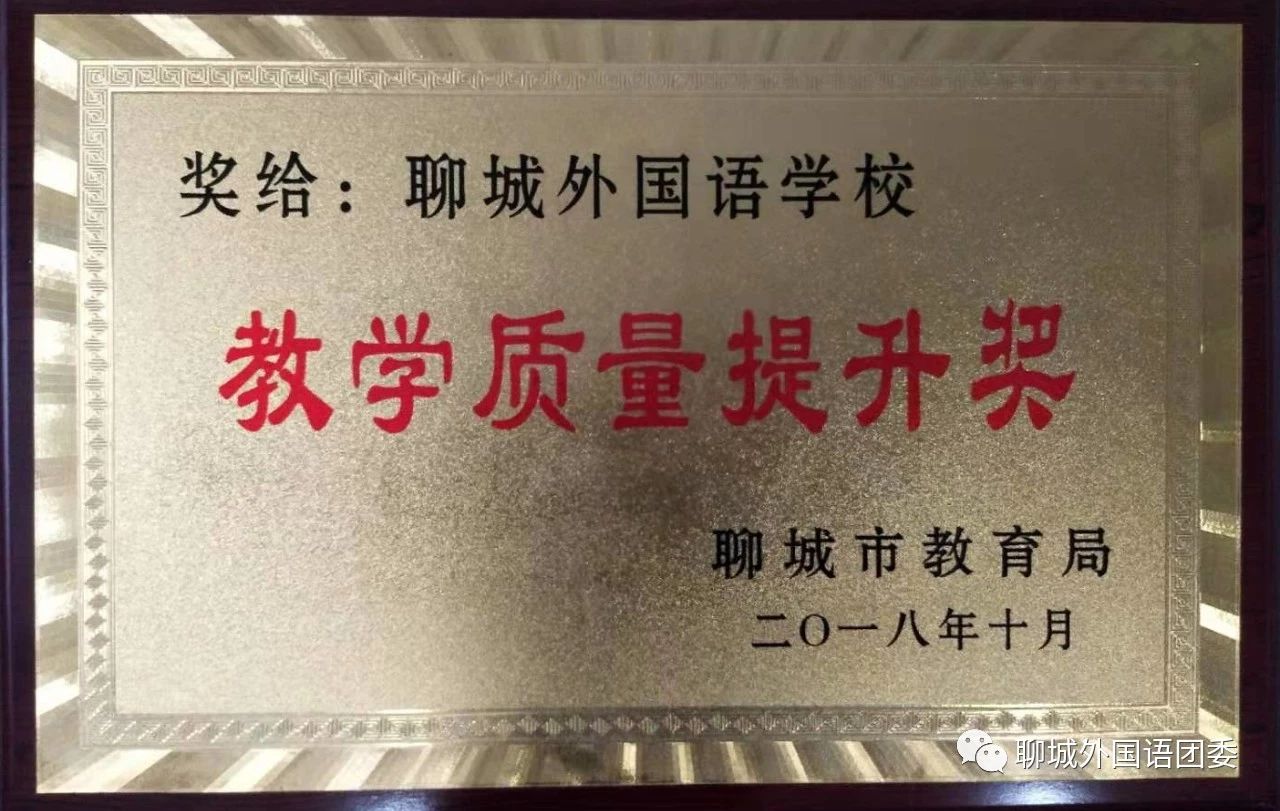 奖给：聊城外国语学校
教学质量提升奖
聊城市教育局
二〇一八年十月
聊城外国语团委